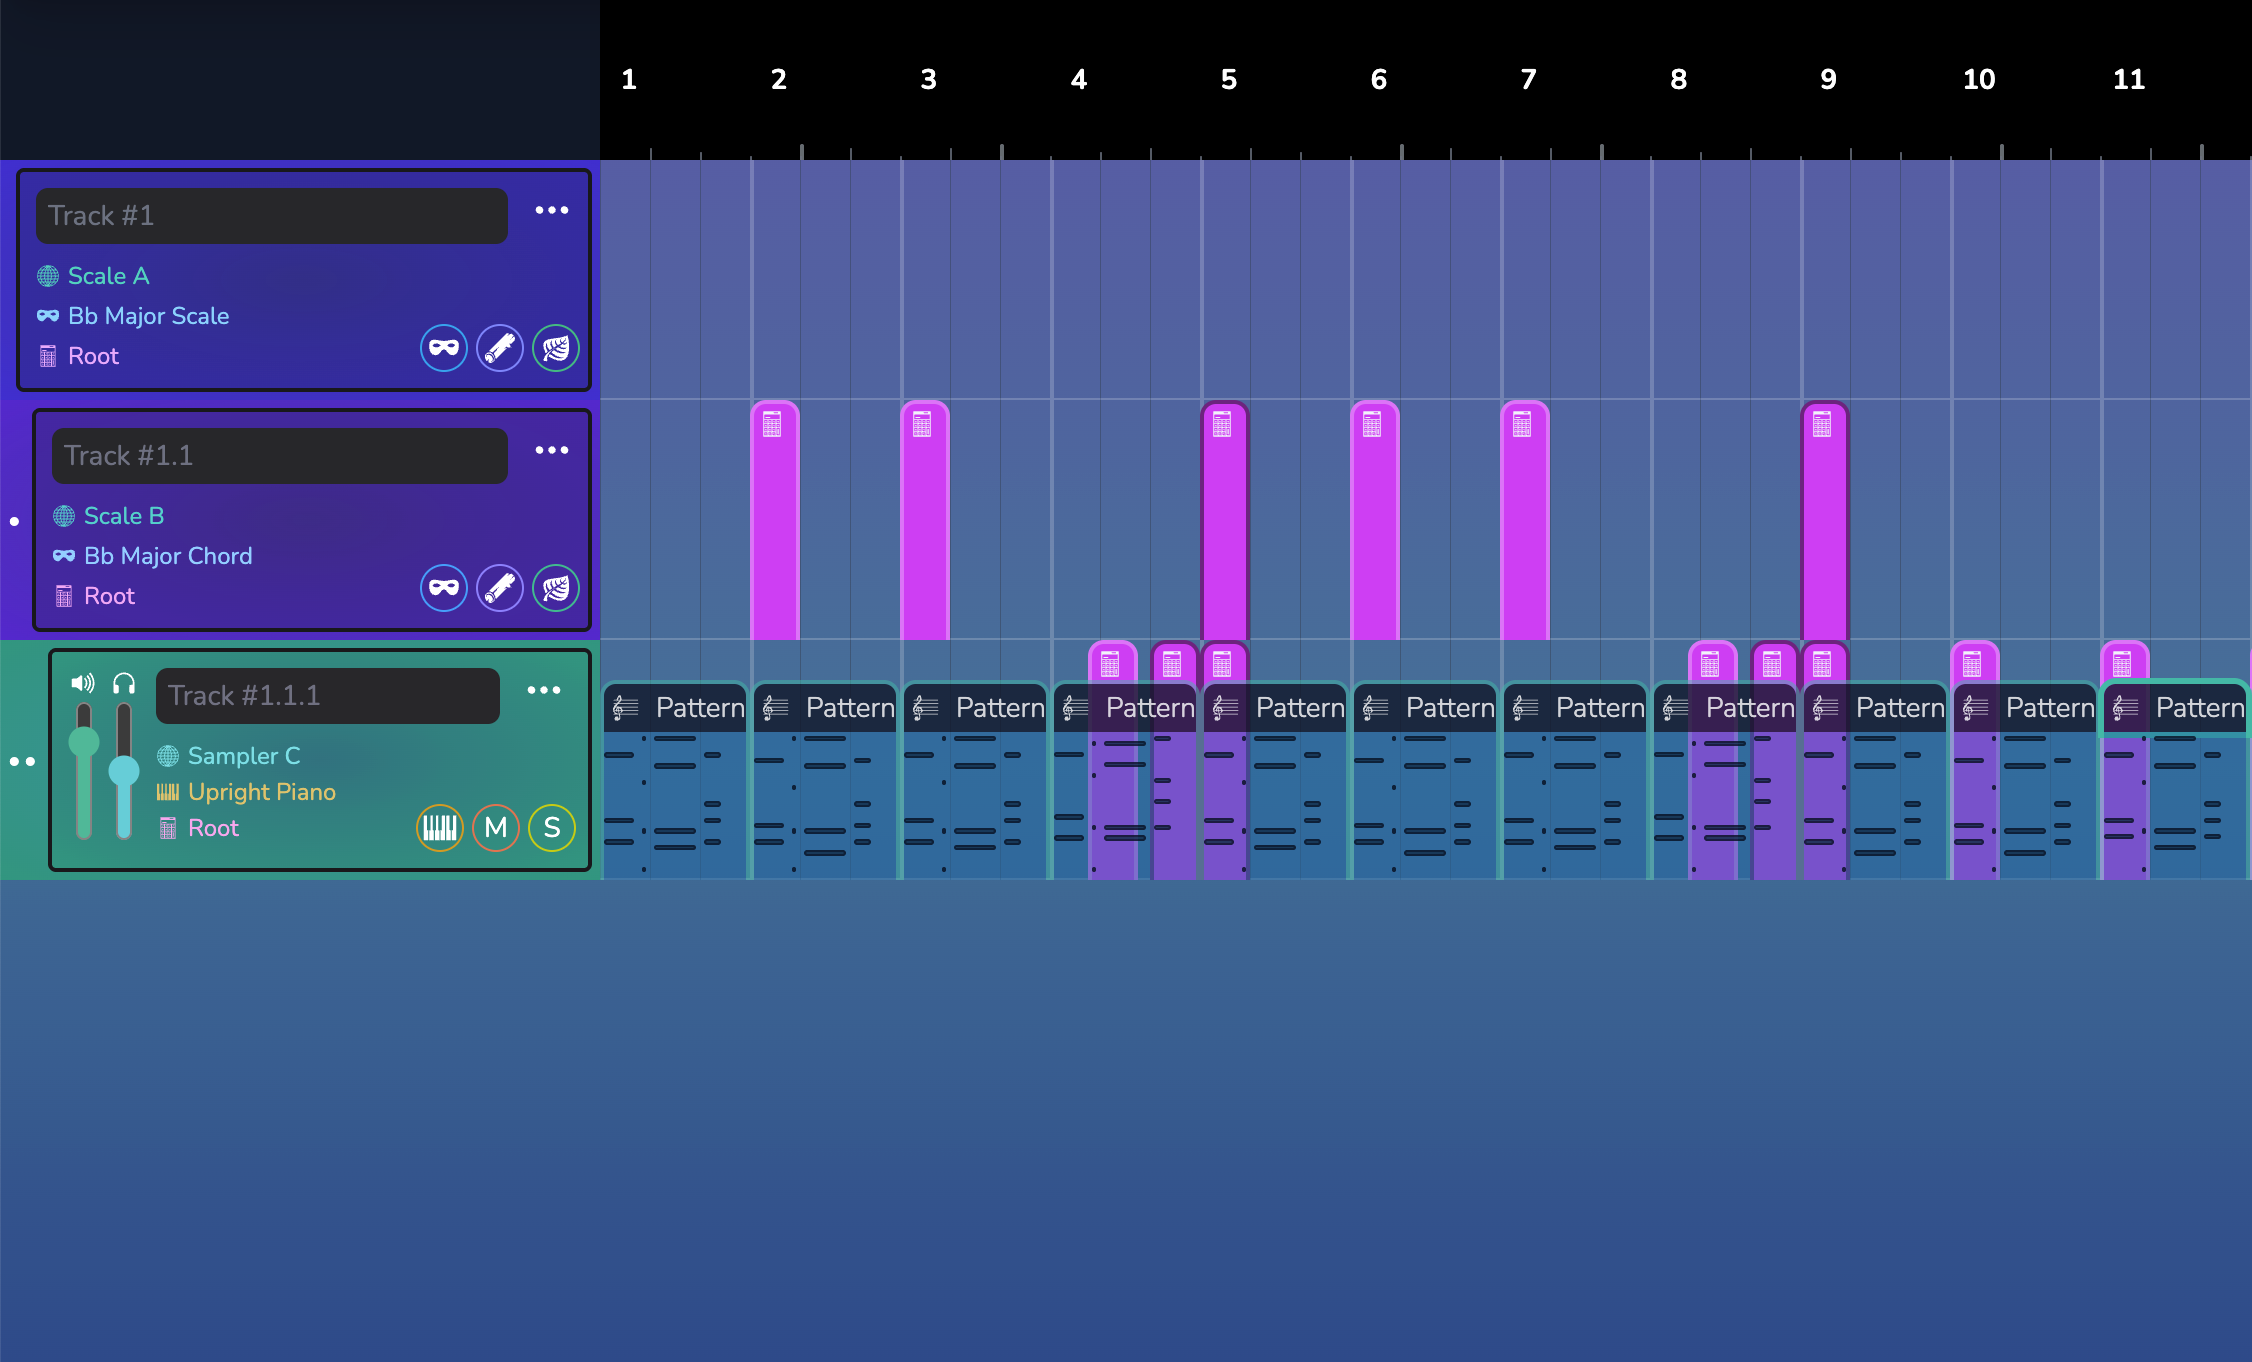 1 2 3 4 5 6 7 8 9 10 11
Track #1
Scale A
Bb Major Scale
Root
Track #1.1
Scale B
Bb Major Chord
Root
Track #1.1.1
Sampler C
Upright Piano
Root
M S
Pattern Pattern Pattern Pattern Pattern Pattern Pattern Pattern Pattern Pattern Pattern